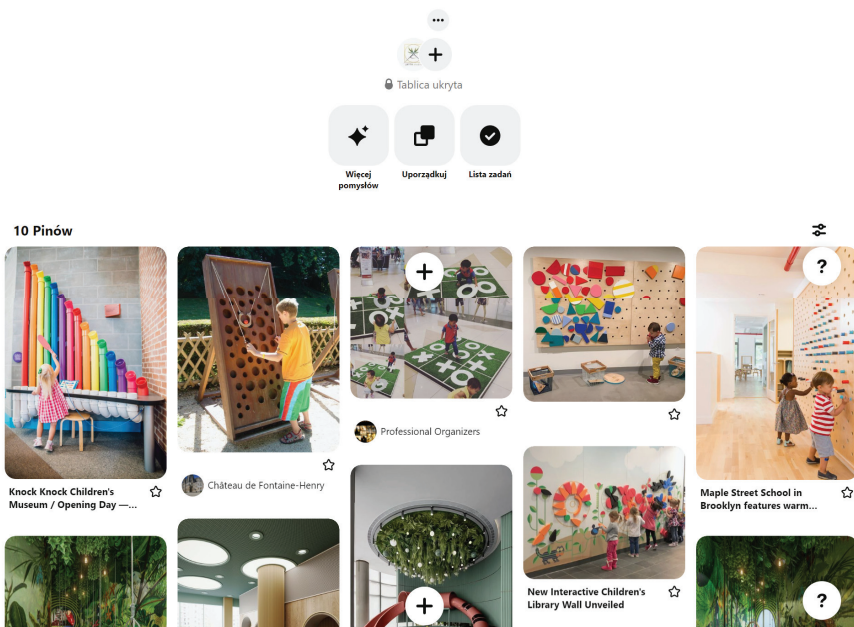 Tablica ukryta
Więcej
pomysłów
Uporządkuj
Lista zadań
10 Pinów
?
Professional Organizers
Château de Fontaine-Henry
Knock Knock Children's
Museum / Opening Day —...
Maple Street School in
Brooklyn features warm...
New Interactive Children's
Library Wall Unveiled
?